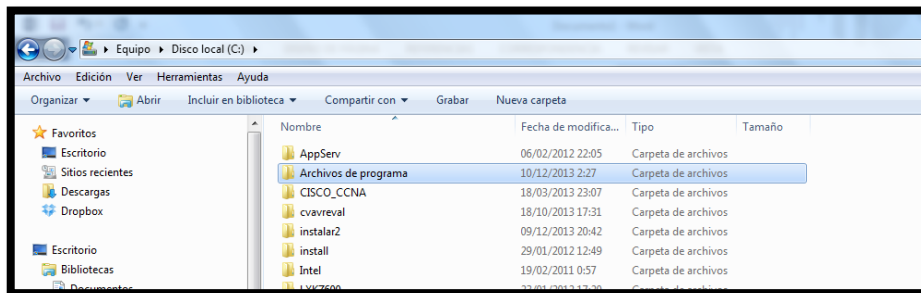 Equipo ▸ Disco local (C:) ▸
Archivo Edición Ver Herramientas Ayuda
Organizar Abrir Incluir en biblioteca Compartir con Grabar Nueva carpeta
Favoritos
Escritorio
Sitios recientes
Descargas
Dropbox
Escritorio
Bibliotecas
Documentos
Nombre Fecha de modifica... Tipo Tamaño
AppServ 06/02/2012 22:05 Carpeta de archivos
Archivos de programa 10/12/2013 2:27 Carpeta de archivos
CISCO_CCNA 18/03/2013 23:07 Carpeta de archivos
cvavreval 18/10/2013 17:31 Carpeta de archivos
instalar2 09/12/2013 20:42 Carpeta de archivos
install 29/01/2012 12:49 Carpeta de archivos
Intel 19/02/2011 0:57 Carpeta de archivos
Carpeta de archivos